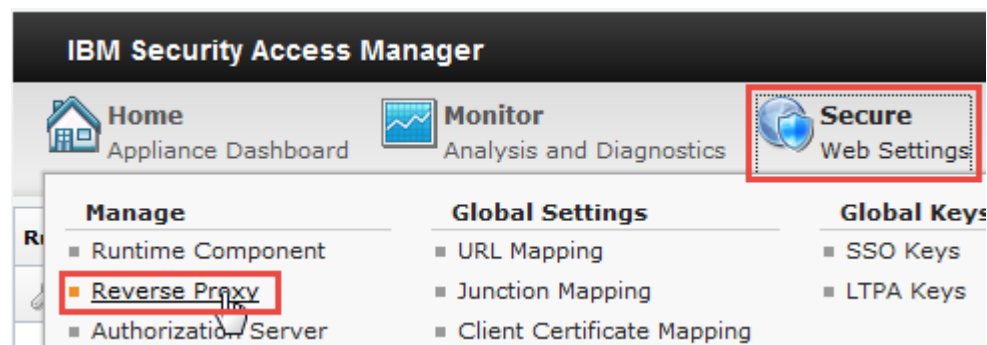 IBM Security Access Manager
Home
Appliance Dashboard
Monitor
Analysis and Diagnostics
Secure
Web Settings
Manage
Runtime Component
Reverse Proxy
Authorization Server
Global Settings
URL Mapping
Junction Mapping
Client Certificate Mapping
Global Keys
SSO Keys
LTPA Keys